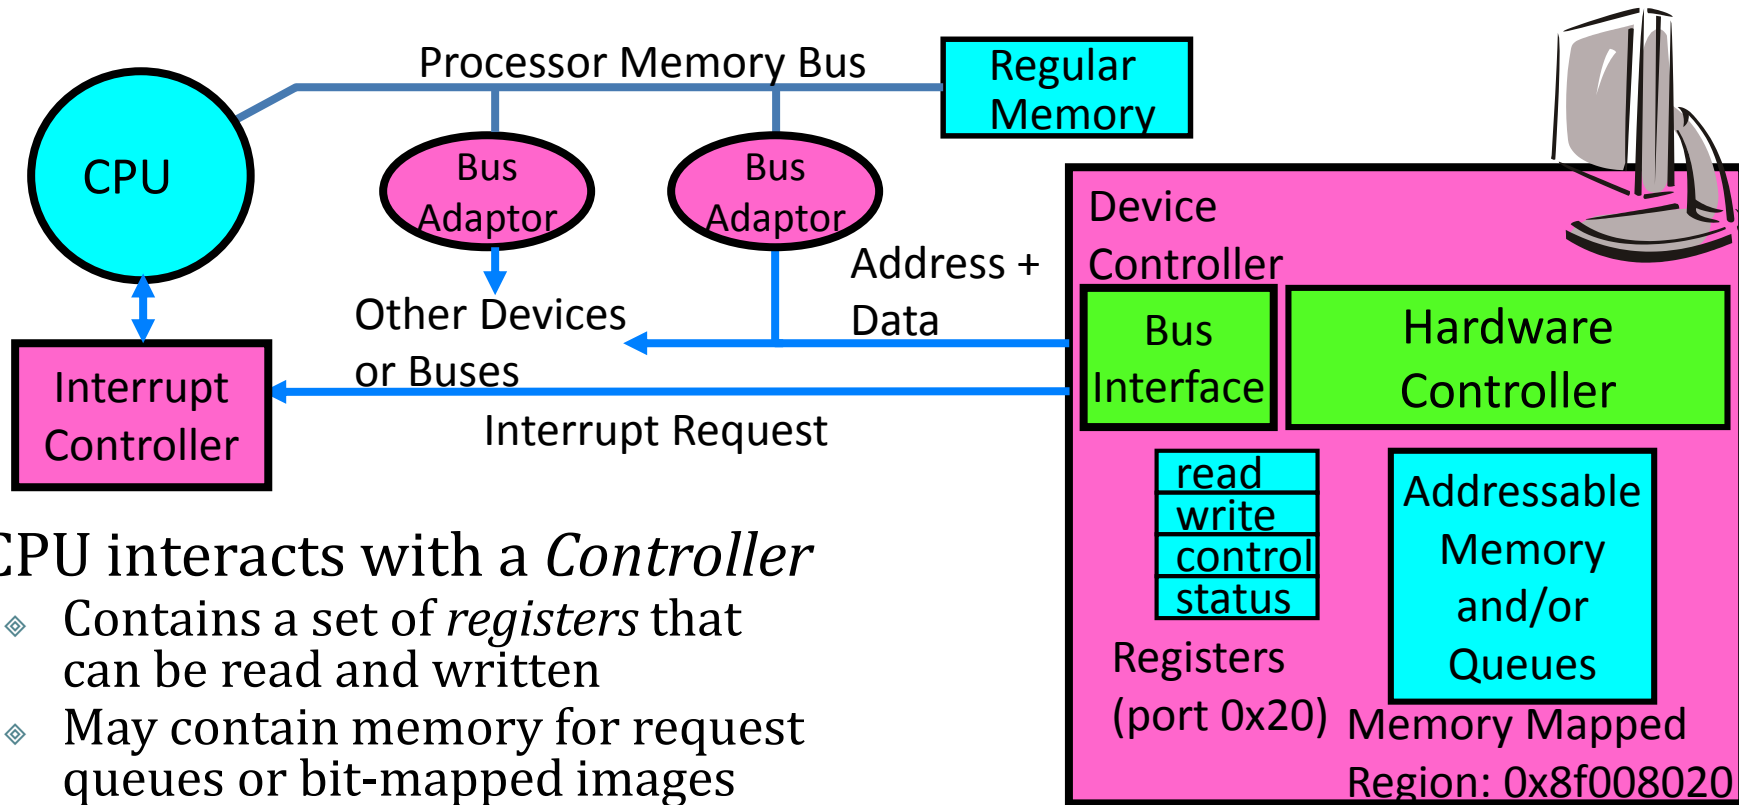 Processor Memory Bus
Regular
Memory
CPU
Bus
Adaptor
Bus
Adaptor
Device
Controller
Address +
Data
Other Devices
or Buses
Bus
Interface
Hardware
Controller
Interrupt
Controller
Interrupt Request
read
write
control
status
Registers
(port 0x20)
Addressable
Memory
and/or
Queues
Memory Mapped
Region: 0x8f008020
CPU interacts with a Controller
Contains a set of registers that
can be read and written
May contain memory for request
queues or bit-mapped images